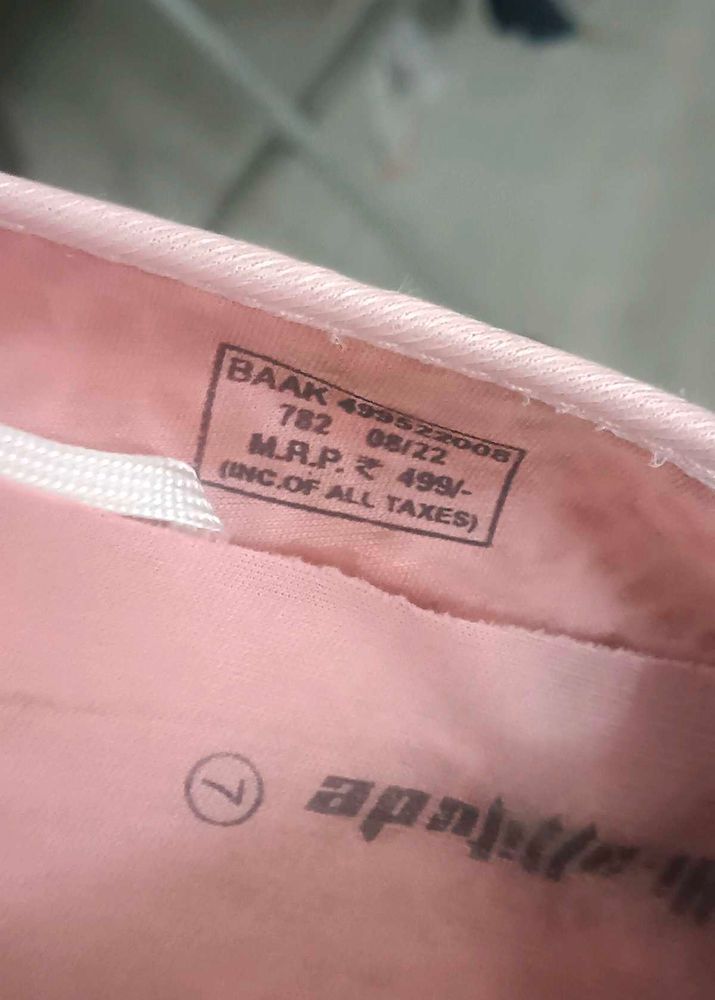 BAAK 499522008
782 08/22
M.R.P. ₹ 499/-
(INC.OF ALL TAXES)
7